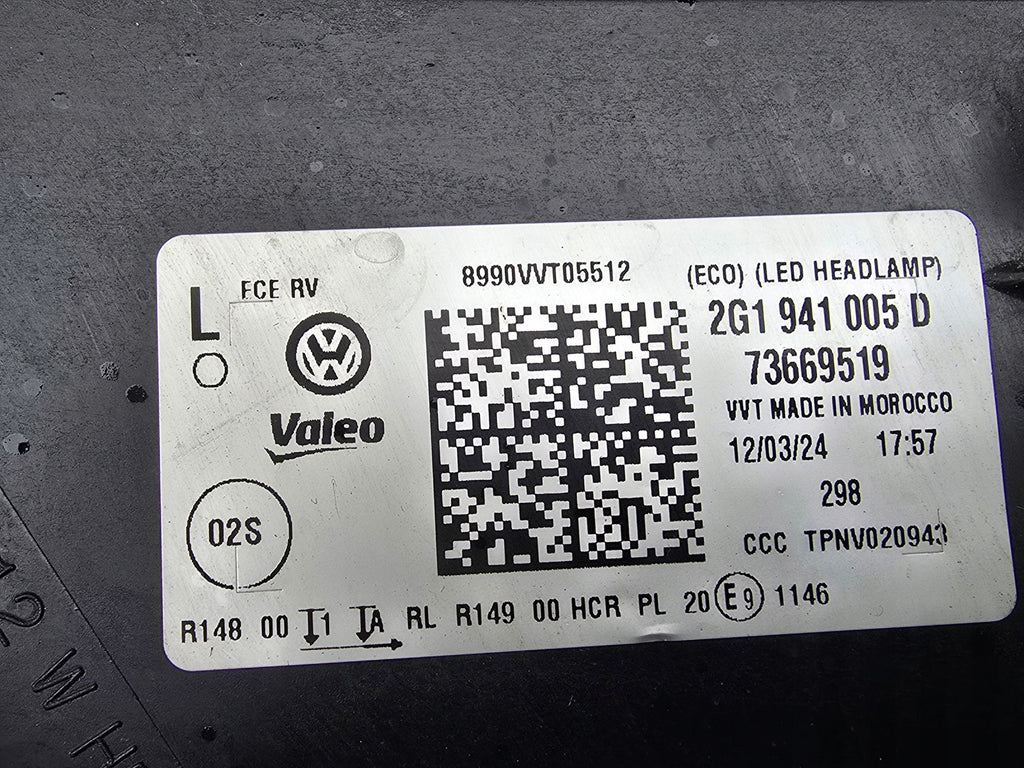 L
ECE RV
8990VVT05512
(ECO) (LED HEADLAMP)
2G1 941 005 D
73669519
Valeo
VVT MADE IN MOROCCO
12/03/24 17:57
298
02S
CCC TPNV020943
R148 00 1 A RL R149 00 HCR PL 20 E9 1146